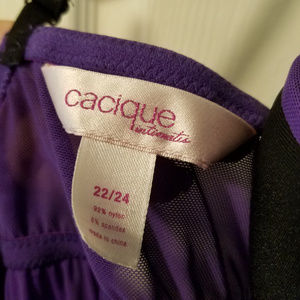 cacique
intimates
22/24
92% nylon
8% spandex
made in china